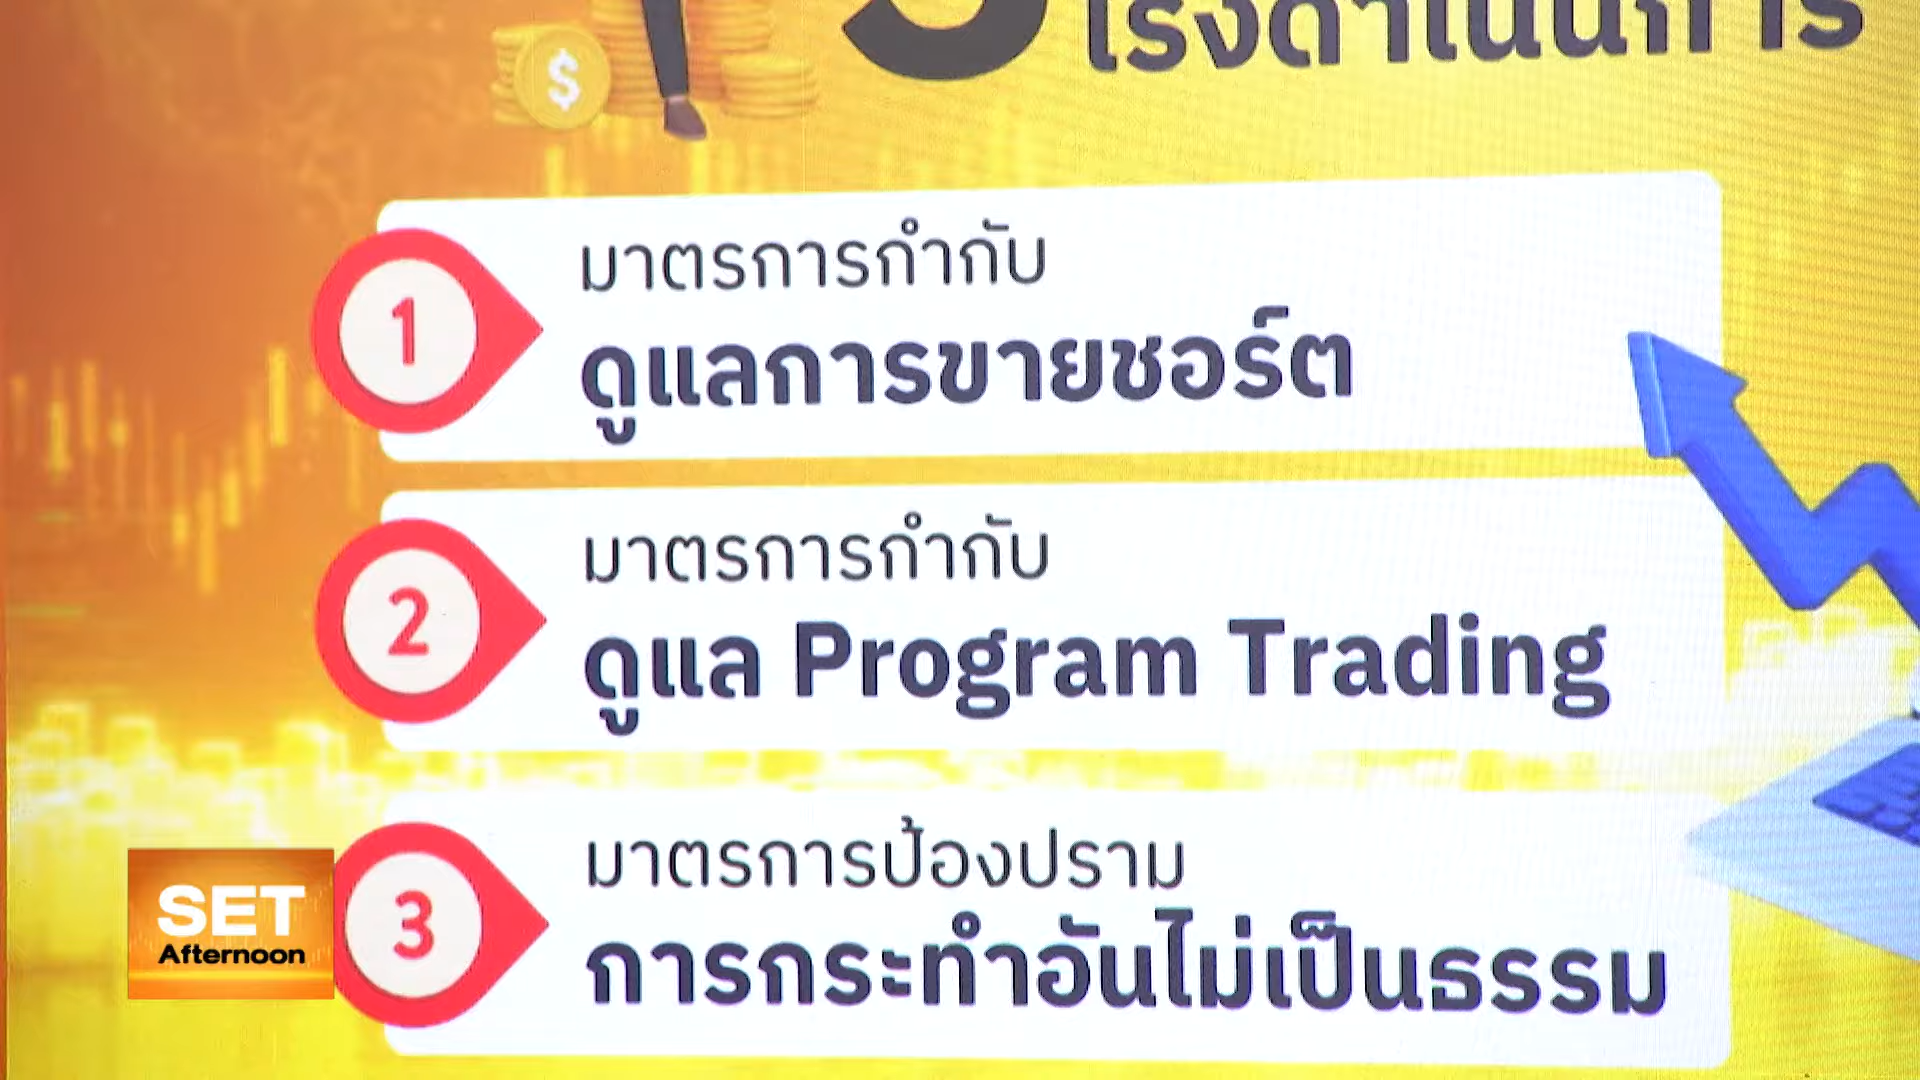 เร่งดำเนินการ
1
มาตรการกำกับ
ดูแลการขายชอร์ต
2
มาตรการกำกับ
ดูแล Program Trading
3
มาตรการป้องปราม
การกระทำอันไม่เป็นธรรม
SET
Afternoon
$